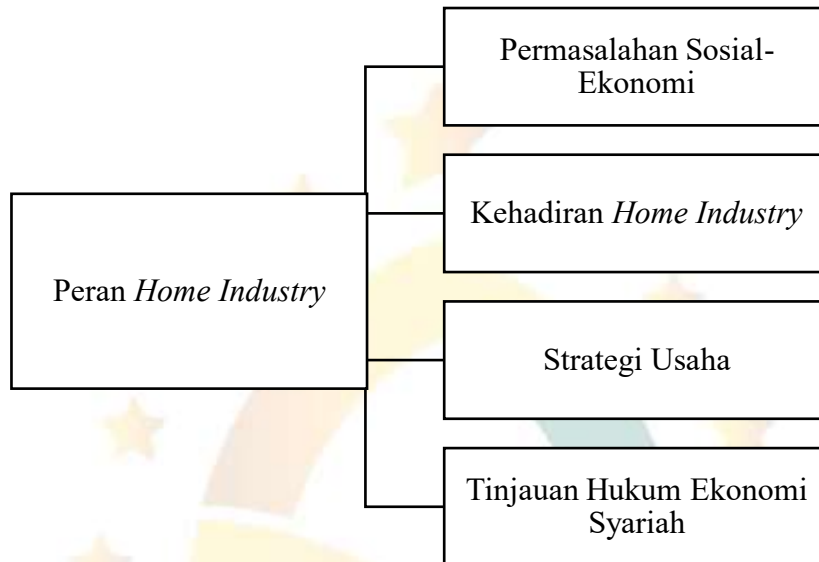 Permasalahan Sosial-
Ekonomi
Kehadiran Home Industry
Peran Home Industry
Strategi Usaha
Tinjauan Hukum Ekonomi
Syariah